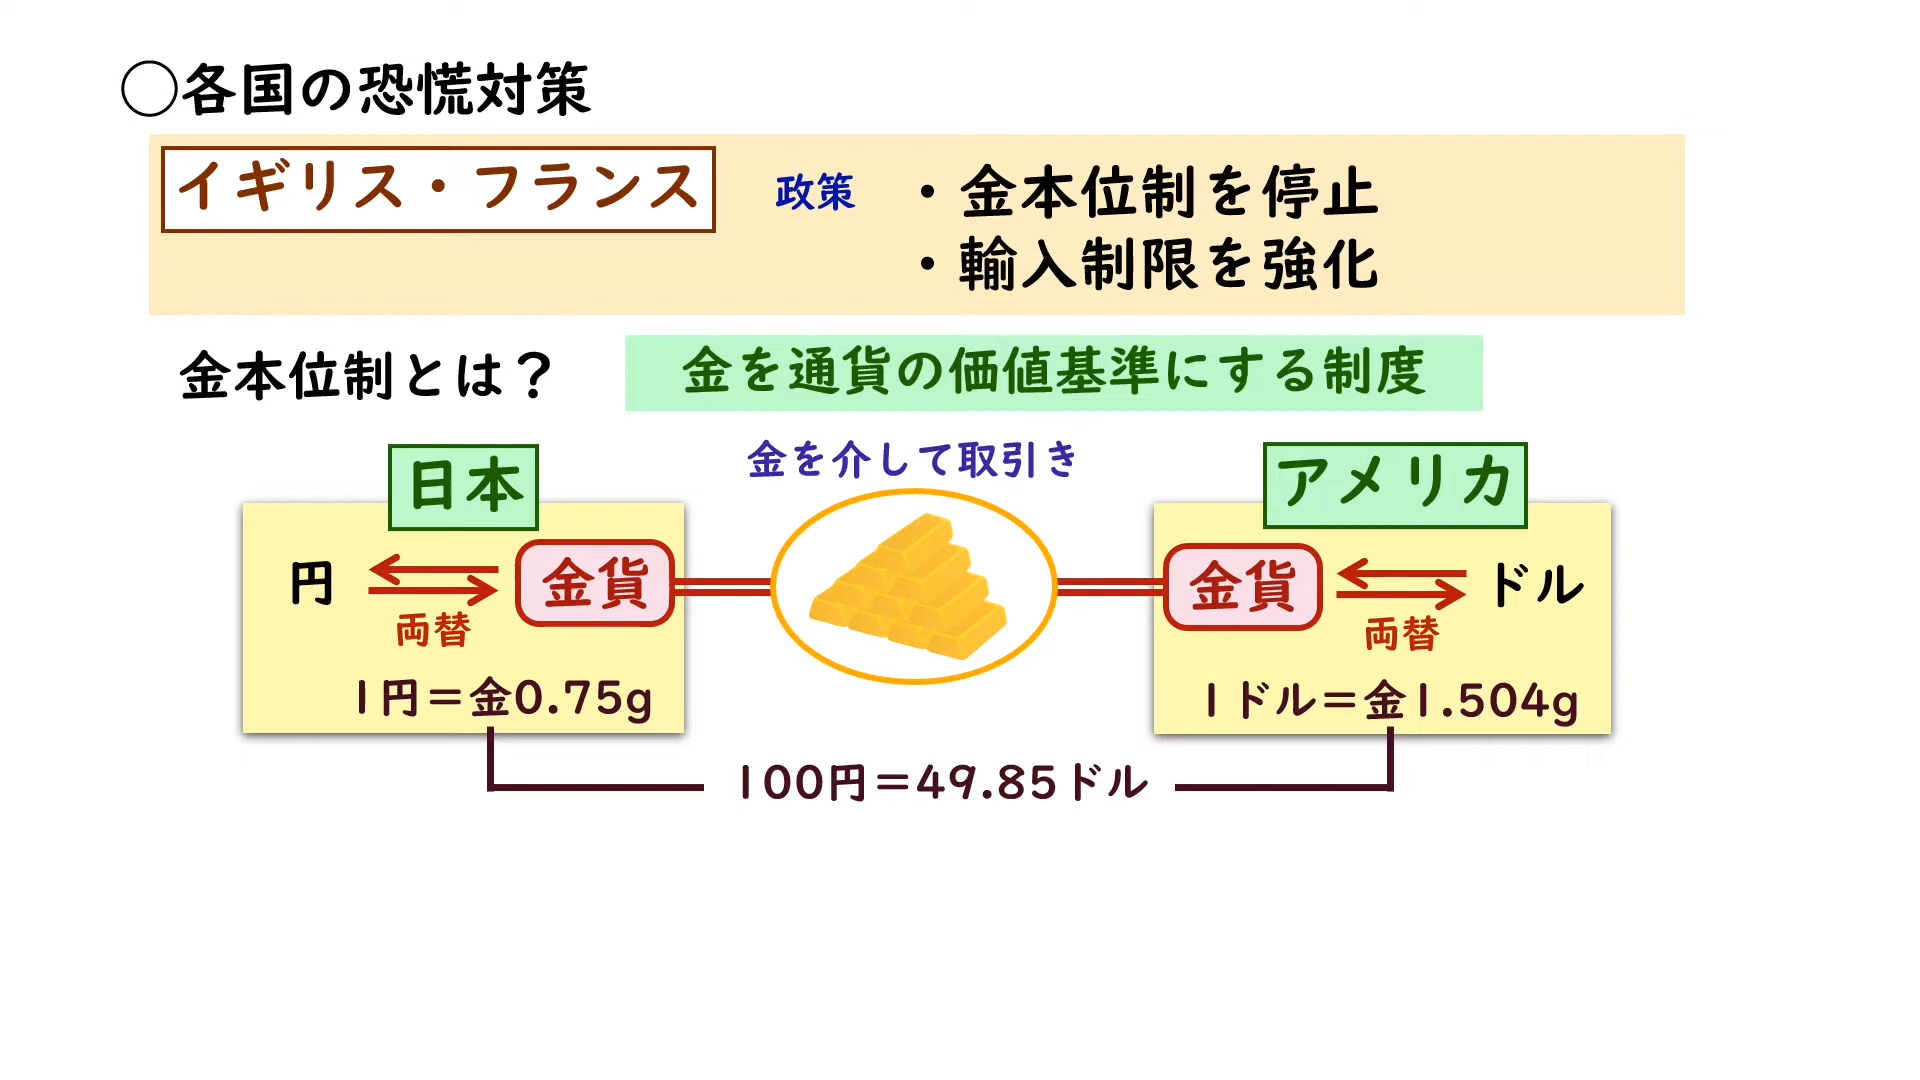 ◯各国の恐慌対策
イギリス・フランス
政策
・金本位制を停止
・輸入制限を強化
金本位制とは？
金を通貨の価値基準にする制度
金を介して取引き
日本
円
両替
金貨
1円＝金0.75g
アメリカ
金貨
両替
ドル
1ドル＝金1.504g
100円＝49.85ドル